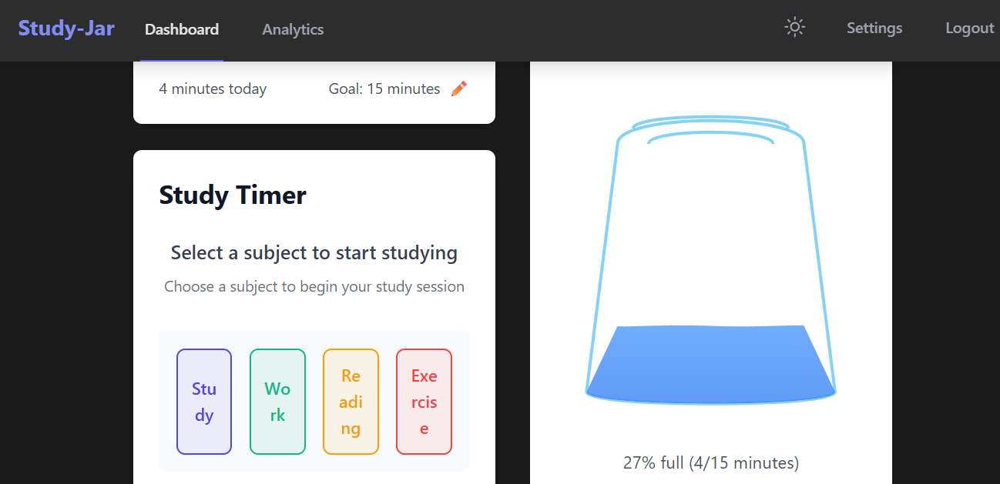 Study-Jar
Dashboard
Analytics
Settings
Logout
4 minutes today
Goal: 15 minutes
Study Timer
Select a subject to start studying
Choose a subject to begin your study session
Stu
dy
Wo
rk
Re
adi
ng
Exe
rcis
e
27% full (4/15 minutes)